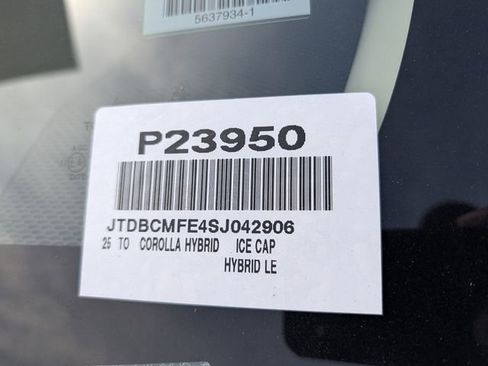 5637934-1
P23950
JTDBCMFE4SJ042906
25 TO COROLLA HYBRID ICE CAP
HYBRID LE